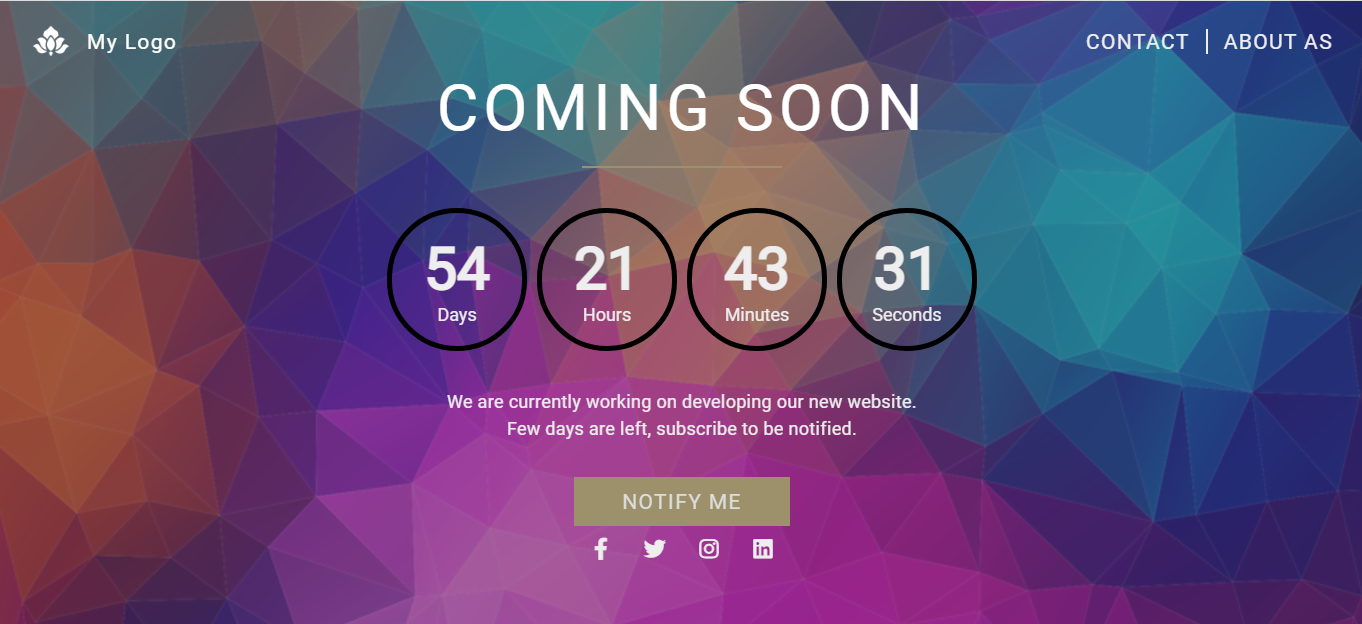 My Logo
CONTACT | ABOUT AS
COMING SOON
54 21 43 31
Days Hours Minutes Seconds
We are currently working on developing our new website.
Few days are left, subscribe to be notified.
NOTIFY ME